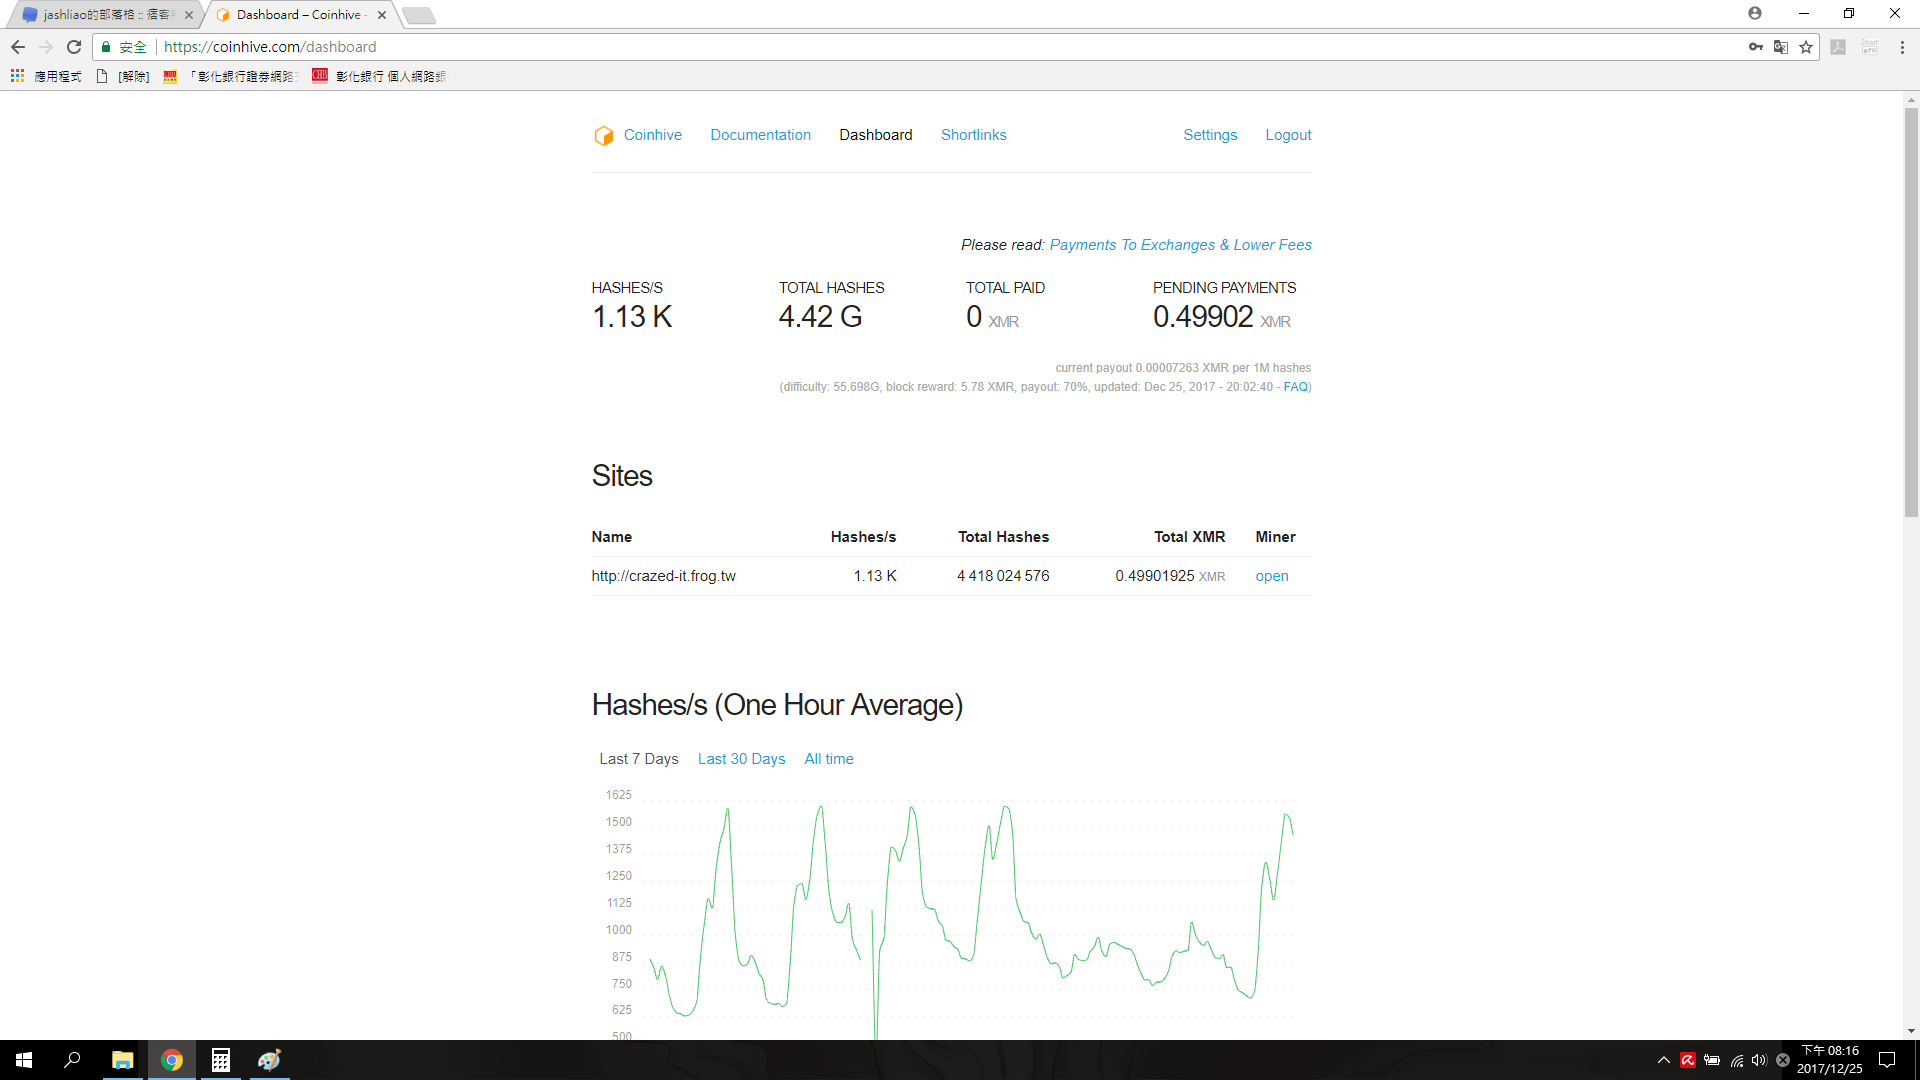 jashliao的部落格 :: 痞客
Dashboard – Coinhive -
安全 https://coinhive.com/dashboard
應用程式 [解除] 「彰化銀行證券網路 彰化銀行 個人網路銀
Coinhive Documentation Dashboard Shortlinks Settings Logout
Please read: Payments To Exchanges & Lower Fees
HASHES/S TOTAL HASHES TOTAL PAID PENDING PAYMENTS
1.13 K 4.42 G 0 XMR 0.49902 XMR
current payout 0.00007263 XMR per 1M hashes
(difficulty: 55.698G, block reward: 5.78 XMR, payout: 70%, updated: Dec 25, 2017 - 20:02:40 - FAQ)
Sites
Name Hashes/s Total Hashes Total XMR Miner
http://crazed-it.frog.tw 1.13 K 4 418 024 576 0.49901925 XMR open
Hashes/s (One Hour Average)
Last 7 Days Last 30 Days All time
1625
1500
1375
1250
1125
1000
875
750
625
500
下午 08:16
2017/12/25